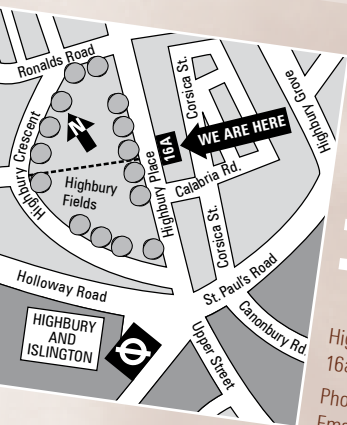 Ronalds Road
Corsica St.
Highbury Grove
N
16A
WE ARE HERE
Highbury Crescent
Highbury Place
Calabria Rd.
Highbury
Fields
Corsica St.
Holloway Road
St. Paul's Road
HIGHBURY
AND
ISLINGTON
Canonbury Rd.
Upper Street
Hig
16a
Pho
Ema